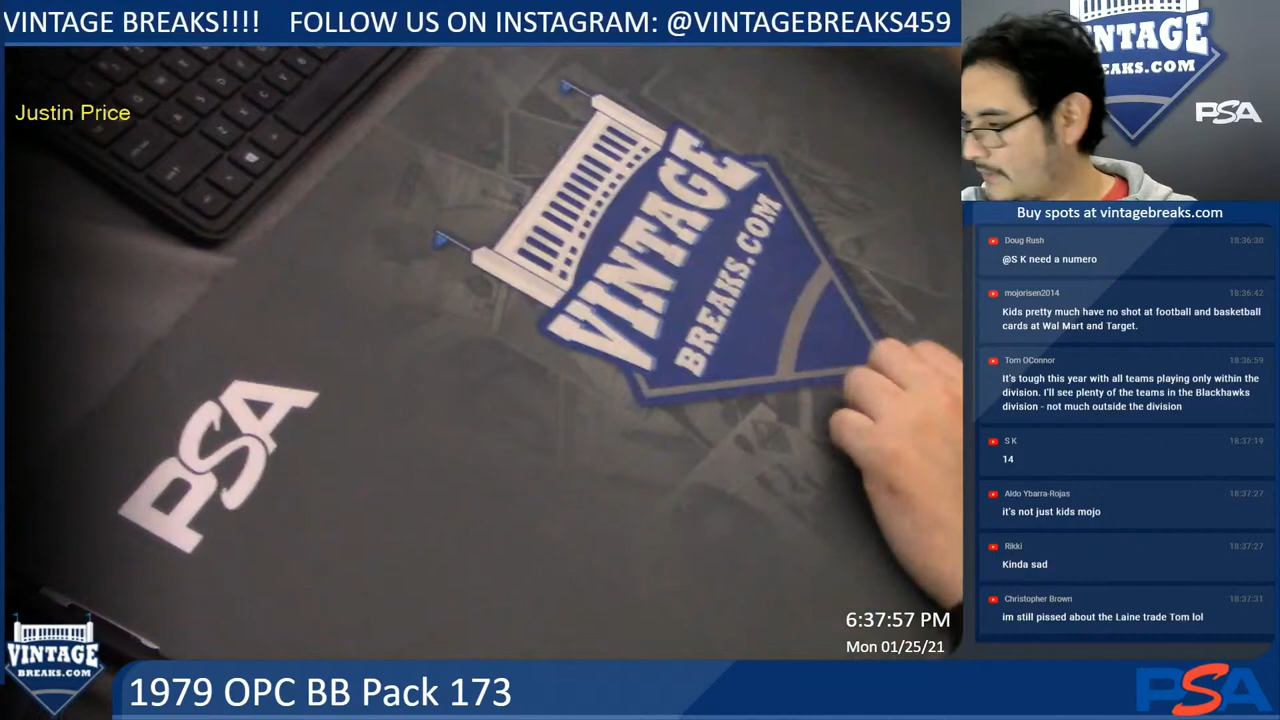 VINTAGE BREAKS!!!! FOLLOW US ON INSTAGRAM: @VINTAGEBREAKS459
Justin Price
VINTAGE
BREAKS.COM
PSA
NTAGE
EAKS.COM
PSA
Buy spots at vintagebreaks.com
Doug Rush 18:36:30
@S K need a numero
mojorisen2014 18:36:42
Kids pretty much have no shot at football and basketball
cards at Wal Mart and Target.
Tom OConnor 18:36:59
It's tough this year with all teams playing only within the
division. I'll see plenty of the teams in the Blackhawks
division - not much outside the division
S K 18:37:19
14
Aldo Ybarra-Rojas 18:37:27
it's not just kids mojo
Rikki 18:37:27
Kinda sad
Christopher Brown 18:37:31
im still pissed about the Laine trade Tom lol
6:37:57 PM
Mon 01/25/21
VINTAGE
BREAKS.COM
1979 OPC BB Pack 173
PSA